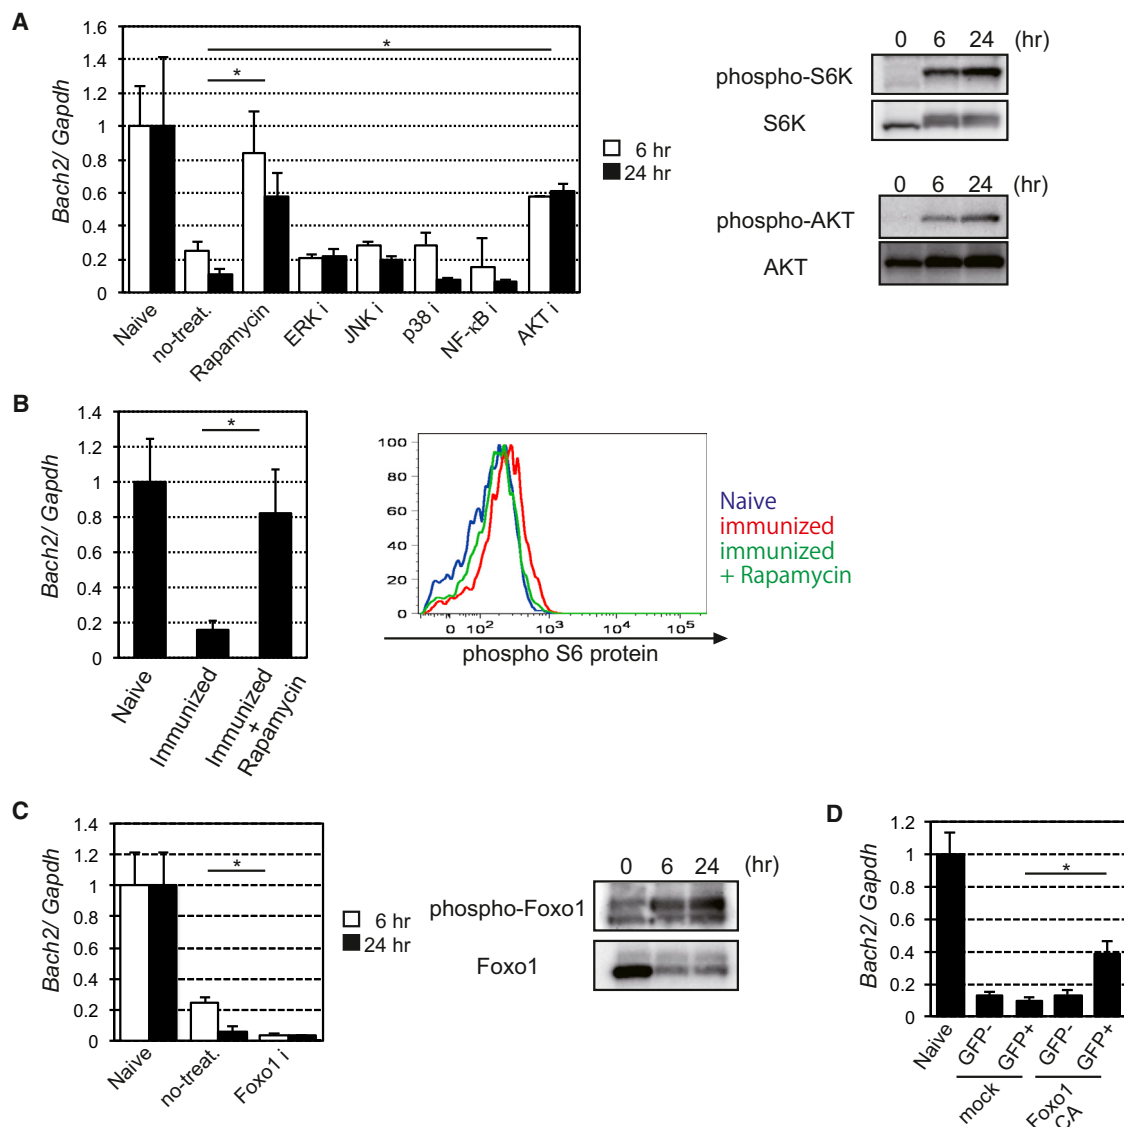 A
1.6
1.4
1.2
1
0.8
0.6
0.4
0.2
0
Bach2/ Gapdh
*
*
Naive
no-treat.
Rapamycin
ERK i
JNK i
p38 i
NF-κB i
AKT i
6 hr
24 hr
0 6 24 (hr)
phospho-S6K
S6K
0 6 24 (hr)
phospho-AKT
AKT
B
1.4
1.2
1
0.8
0.6
0.4
0.2
0
Bach2/ Gapdh
*
Naive
Immunized
Immunized
+
Rapamycin
100
80
60
40
20
0
0 10² 10³ 10⁴ 10⁵
phospho S6 protein
Naive
immunized
immunized
+ Rapamycin
C
1.4
1.2
1
0.8
0.6
0.4
0.2
0
Bach2/ Gapdh
*
Naive
no-treat.
Foxo1 i
6 hr
24 hr
0 6 24 (hr)
phospho-Foxo1
Foxo1
D
1.2
1
0.8
0.6
0.4
0.2
0
Bach2/ Gapdh
*
Naive
GFP-
GFP+
GFP-
GFP+
mock
Foxo1
CA